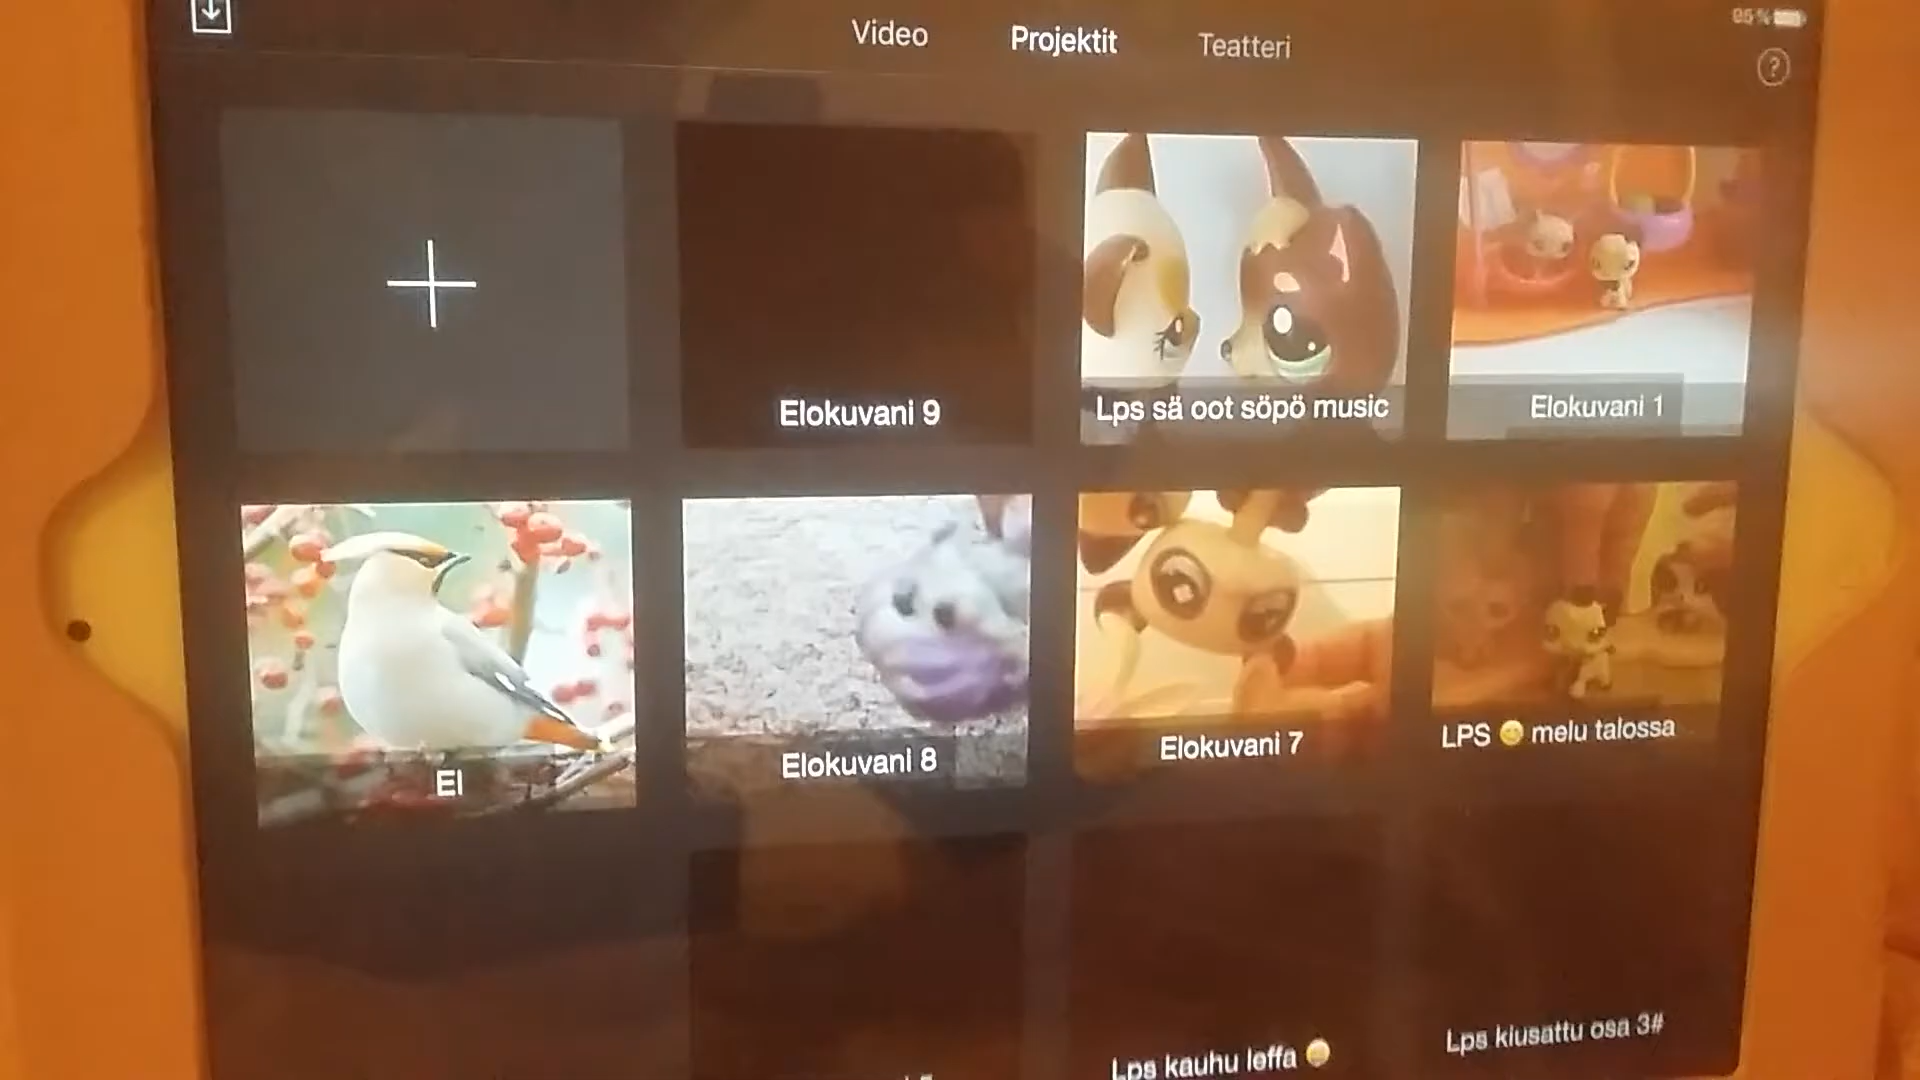 Video
Projektit
Teatteri
?
Elokuvani 9
Lps sä oot söpö music
Elokuvani 1
El
Elokuvani 8
Elokuvani 7
LPS 😊 melu talossa
Lps kauhu leffa 😀
Lps kiusattu osa 3#